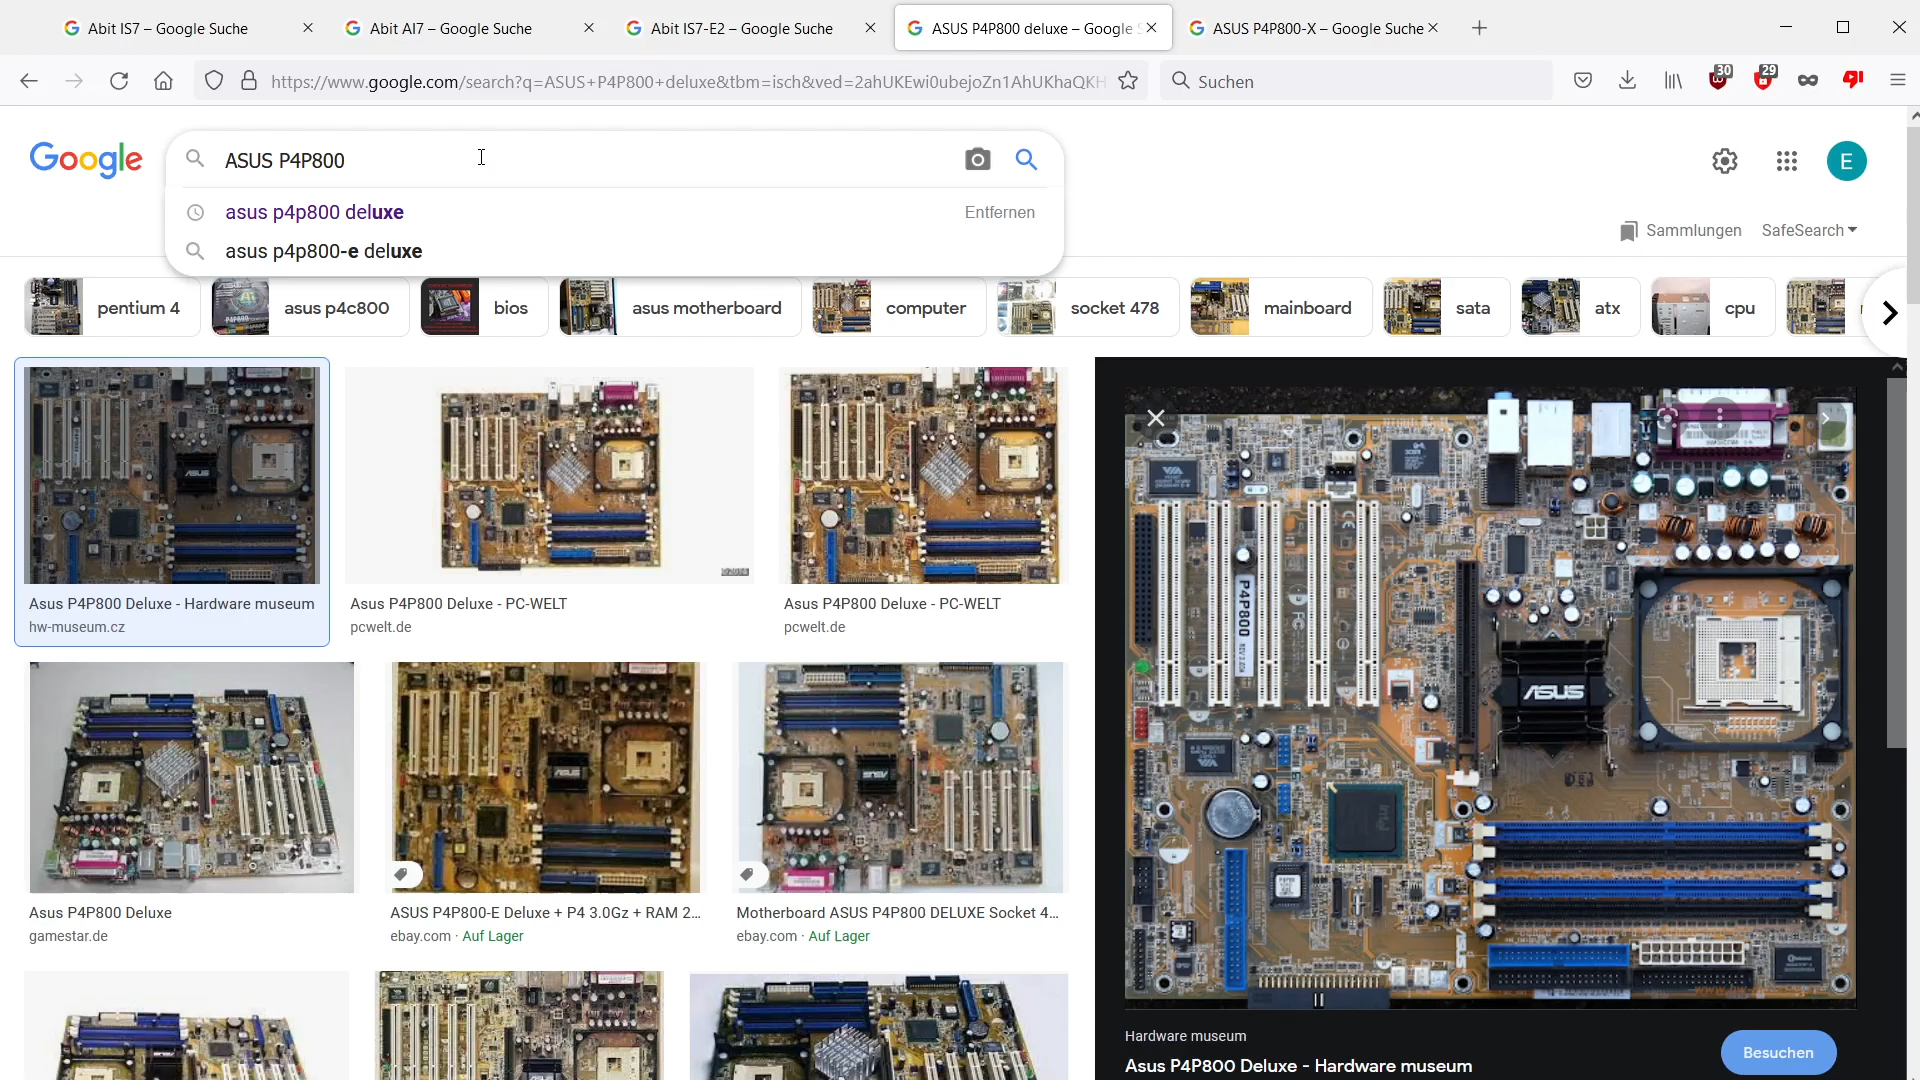 Abit IS7 – Google Suche
Abit AI7 – Google Suche
Abit IS7-E2 – Google Suche
ASUS P4P800 deluxe – Google S
ASUS P4P800-X – Google Suche
https://www.google.com/search?q=ASUS+P4P800+deluxe&tbm=isch&ved=2ahUKEwi0ubejoZn1AhUKhaQKH
Suchen
30
29
Google
ASUS P4P800
E
asus p4p800 deluxe
Entfernen
asus p4p800-e deluxe
Sammlungen
SafeSearch
pentium 4
asus p4c800
bios
asus motherboard
computer
socket 478
mainboard
sata
atx
cpu
Asus P4P800 Deluxe - Hardware museum
hw-museum.cz
Asus P4P800 Deluxe - PC-WELT
pcwelt.de
Asus P4P800 Deluxe - PC-WELT
pcwelt.de
VIA
P4P800
ASUS
VIA
intel
Asus P4P800 Deluxe
gamestar.de
ASUS P4P800-E Deluxe + P4 3.0Gz + RAM 2...
ebay.com · Auf Lager
Motherboard ASUS P4P800 DELUXE Socket 4...
ebay.com · Auf Lager
Hardware museum
Asus P4P800 Deluxe - Hardware museum
Besuchen